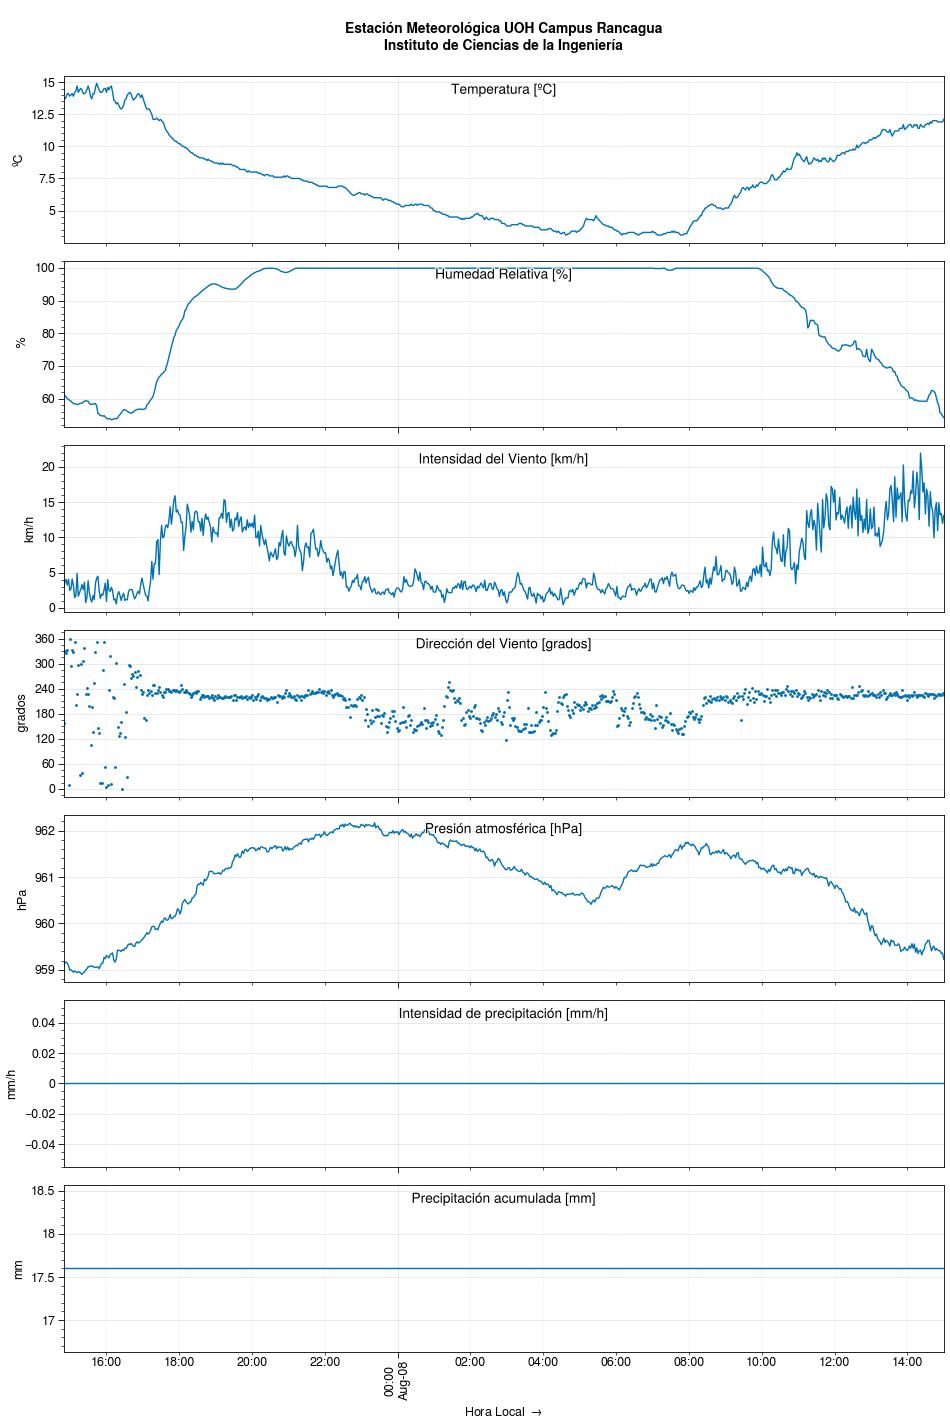 Estación Meteorológica UOH Campus Rancagua
Instituto de Ciencias de la Ingeniería
Temperatura [ºC]
ºC
15
12.5
10
7.5
5
Humedad Relativa [%]
%
100
90
80
70
60
Intensidad del Viento [km/h]
km/h
20
15
10
5
0
Dirección del Viento [grados]
grados
360
300
240
180
120
60
0
Presión atmosférica [hPa]
hPa
962
961
960
959
Intensidad de precipitación [mm/h]
mm/h
0.04
0.02
0
−0.02
−0.04
Precipitación acumulada [mm]
mm
18.5
18
17.5
17
16:00 18:00 20:00 22:00 00:00 02:00 04:00 06:00 08:00 10:00 12:00 14:00
Aug-08
Hora Local →